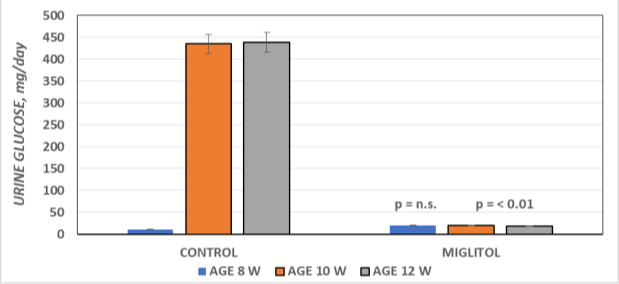 500
450
400
350
300
250
200
150
100
50
0
URINE GLUCOSE, mg/day
p = n.s.
p = < 0.01
CONTROL
MIGLITOL
AGE 8 W
AGE 10 W
AGE 12 W